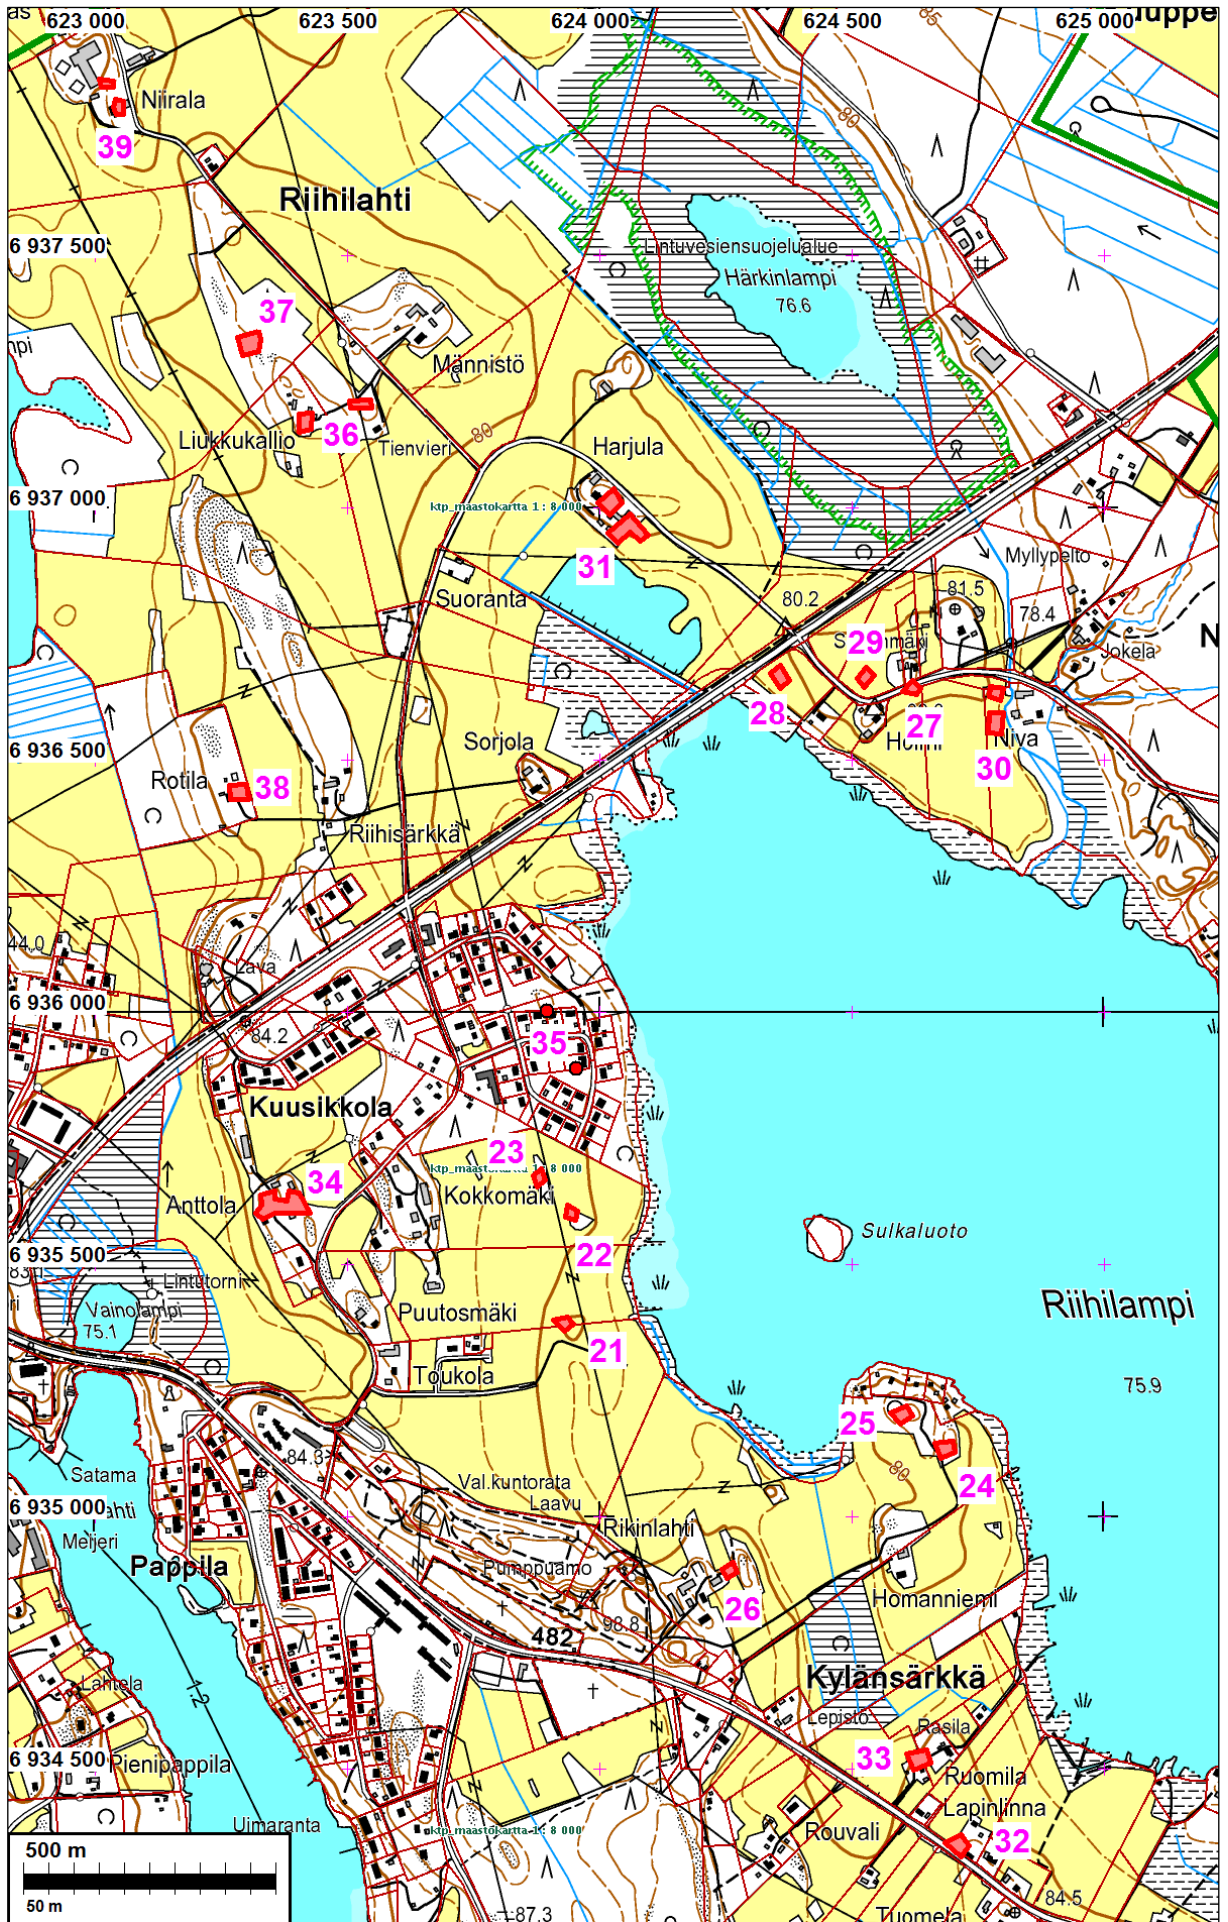 623 000
623 500
624 000
624 500
625 000
85
Niirala
39
80
Riihilahti
6 937 500
Lintuvesiensuojelualue
Härkinlampi
76.6
37
Männistö
36
Liukkukallio
Tienvieri
80
Harjula
6 937 000
ktp_maastokartta 1 : 8 000
31
Myllypelto
Suoranta
80.2
81.5
78.4
29
Jokela
N
28
27
Sorjola
Niva
6 936 500
30
Rotila
38
Riihisärkkä
44.0
Lava
6 936 000
84.2
35
Kuusikkola
23
ktp_maastokartta 1 : 8 000
34
Kokkomäki
Anttola
Sulkaluoto
22
6 935 500
Lintutorni
Riihilampi
Vainolampi
75.1
Puutosmäki
21
Toukola
75.9
25
84.3
80
Satama
Val.kuntorata
24
Laavu
6 935 000
Rikinlahti
Meijeri
Pappila
Pumppuamo
26
Homanniemi
98.8
482
Kylänsärkkä
Lahtela
1.2
Lepistö
Rasila
6 934 500
Pienipappila
33
Ruomila
Lapinlinna
Uimaranta
ktp_maastokartta 1 : 8 000
Rouvali
32
500 m
50 m
84.5
87.3
Tuomela